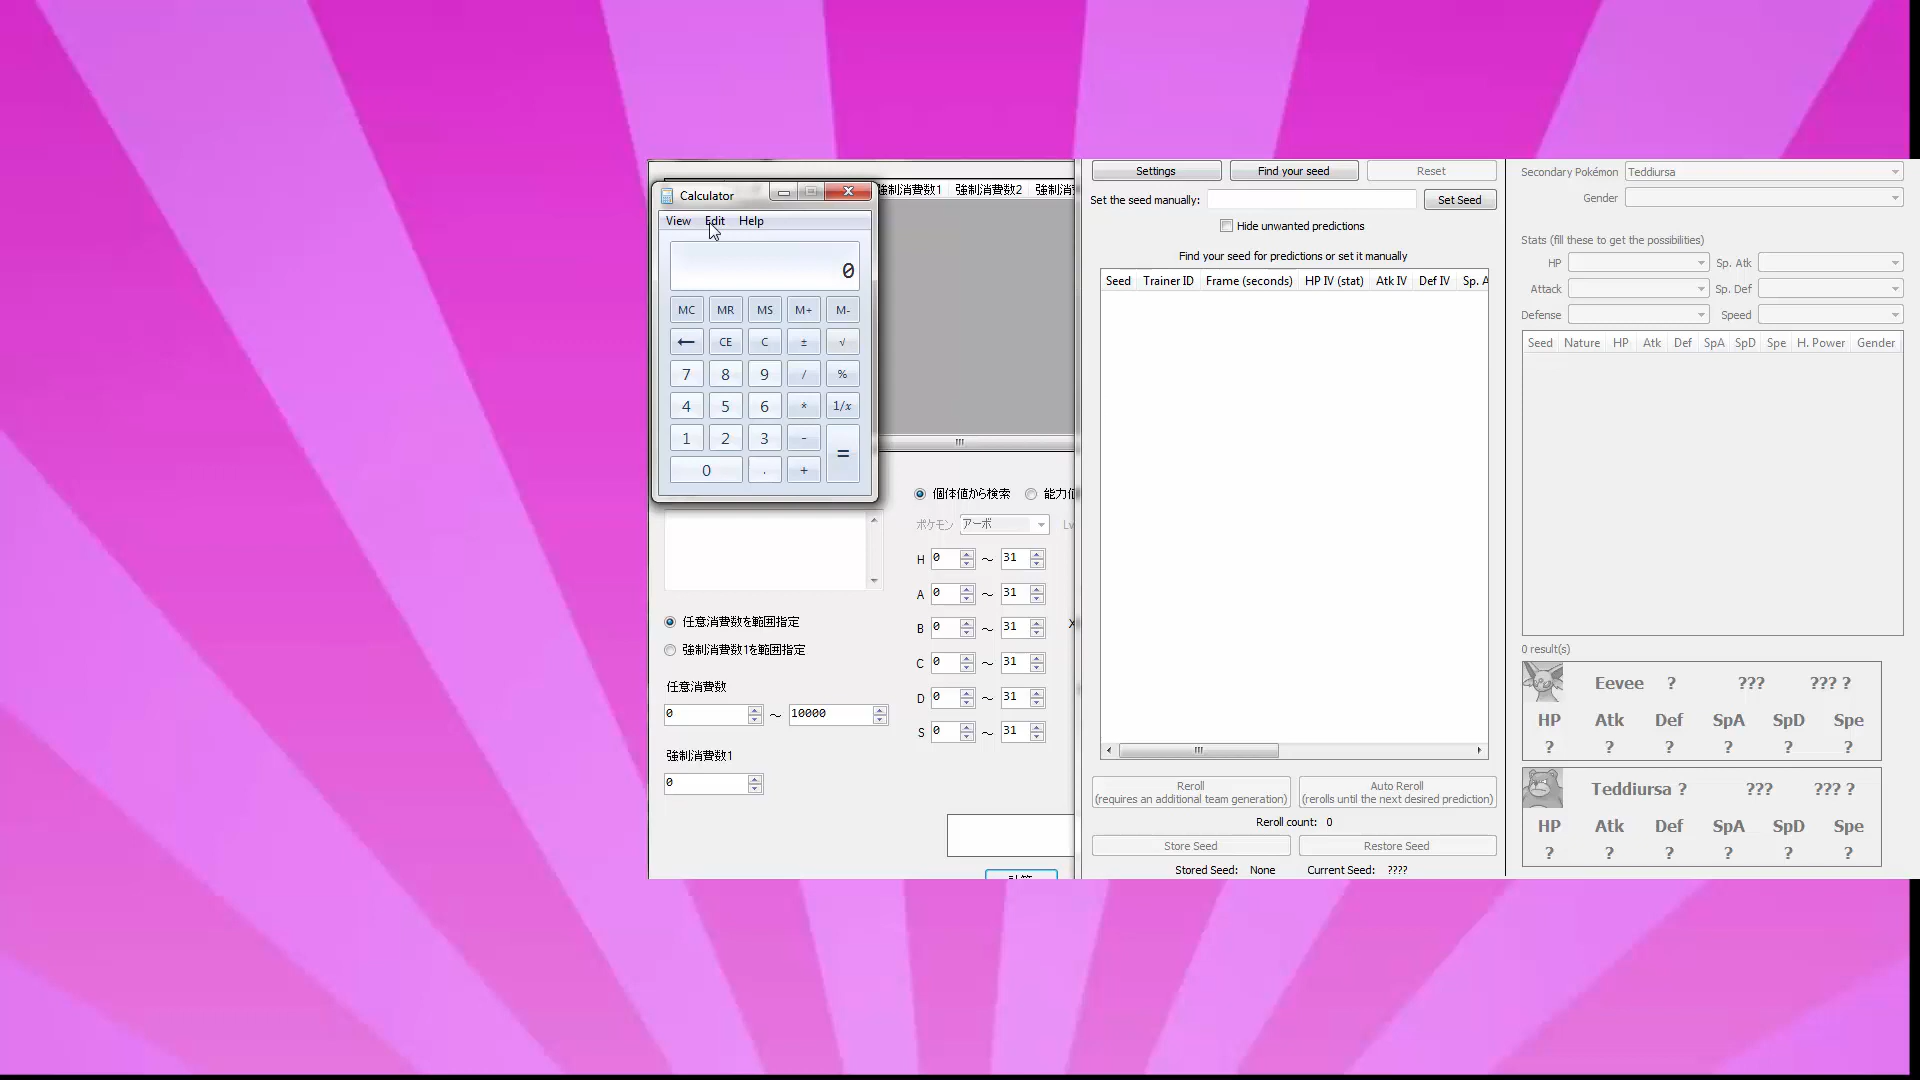 Calculator
View Edit Help
0
MC MR MS M+ M-
← CE C ± √
7 8 9 / %
4 5 6 * 1/x
1 2 3 - =
0 . +
強制消費数1 強制消費数2 強制消費
個体値から検索
ポケモン アーボ Lv
H 0 ～ 31
A 0 ～ 31
B 0 ～ 31
C 0 ～ 31
D 0 ～ 31
S 0 ～ 31
任意消費数を範囲指定
強制消費数1を範囲指定
任意消費数
0 ～ 10000
強制消費数1
0
Settings Find your seed Reset
Set the seed manually: Set Seed
Hide unwanted predictions
Find your seed for predictions or set it manually
Seed Trainer ID Frame (seconds) HP IV (stat) Atk IV Def IV Sp. A
Reroll
(requires an additional team generation)
Auto Reroll
(rerolls until the next desired prediction)
Reroll count: 0
Store Seed Restore Seed
Stored Seed: None Current Seed: ????
Secondary Pokémon Teddiursa
Gender
Stats (fill these to get the possibilities)
HP Sp. Atk
Attack Sp. Def
Defense Speed
Seed Nature HP Atk Def SpA SpD Spe H. Power Gender
0 result(s)
Eevee ? ??? ??? ?
HP Atk Def SpA SpD Spe
? ? ? ? ? ?
Teddiursa ? ??? ??? ?
HP Atk Def SpA SpD Spe
? ? ? ? ? ?